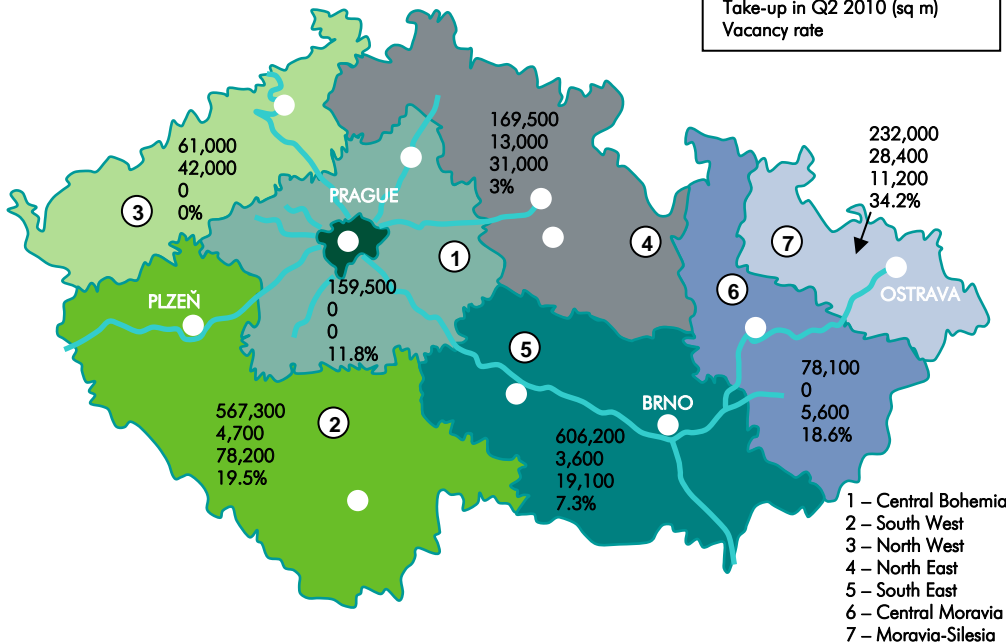 Take-up in Q2 2010 (sq m)
Vacancy rate
169,500
13,000
31,000
3%
232,000
28,400
11,200
34.2%
61,000
42,000
0
0%
PRAGUE
3
4
7
1
6
159,500
0
0
11.8%
PLZEŇ
OSTRAVA
5
78,100
0
5,600
18.6%
BRNO
567,300
4,700
78,200
19.5%
2
606,200
3,600
19,100
7.3%
1 – Central Bohemia
2 – South West
3 – North West
4 – North East
5 – South East
6 – Central Moravia
7 – Moravia-Silesia